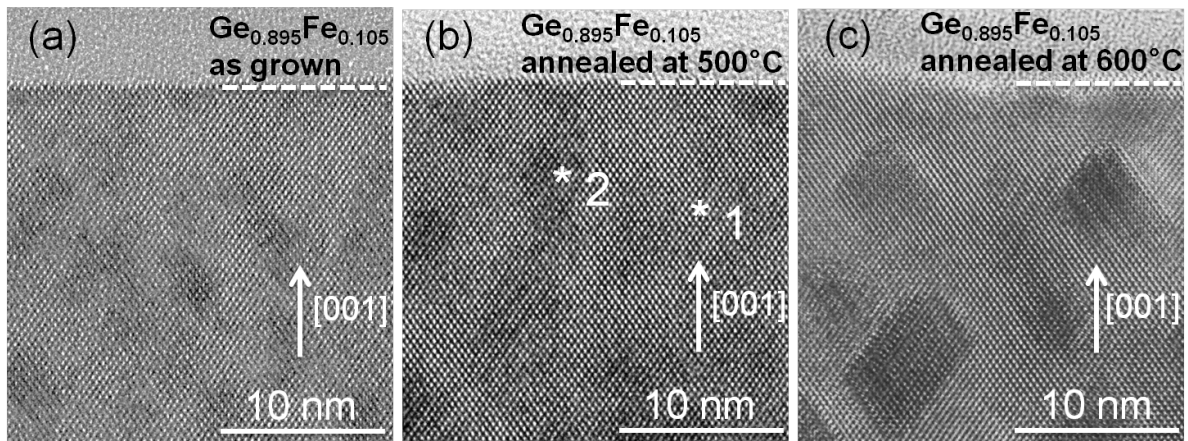 (a)
Ge0.895Fe0.105
as grown
[001]
10 nm
(b)
Ge0.895Fe0.105
annealed at 500°C
* 2
* 1
[001]
10 nm
(c)
Ge0.895Fe0.105
annealed at 600°C
[001]
10 nm